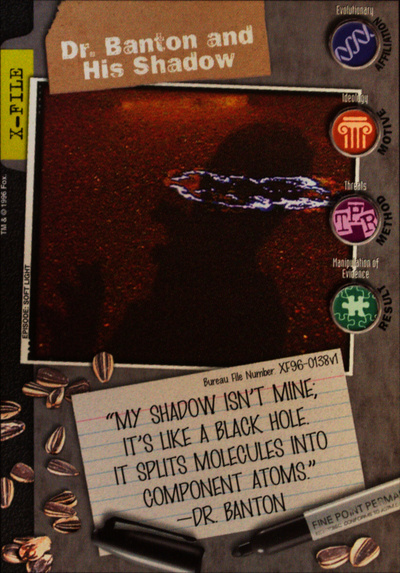 Evolutionary
AFFILIATION
Dr. Banton and
His Shadow
X-FILE
Ideology
MOTIVE
Threats
TPR
METHOD
Manipulation of
Evidence
RESULT
TM & © 1996 Fox.
EPISODE: SOFT LIGHT
Bureau File Number: XF96-0138v1
"MY SHADOW ISN'T MINE;
IT'S LIKE A BLACK HOLE.
IT SPLITS MOLECULES INTO
COMPONENT ATOMS."
—DR. BANTON
FINE POINT PERMA